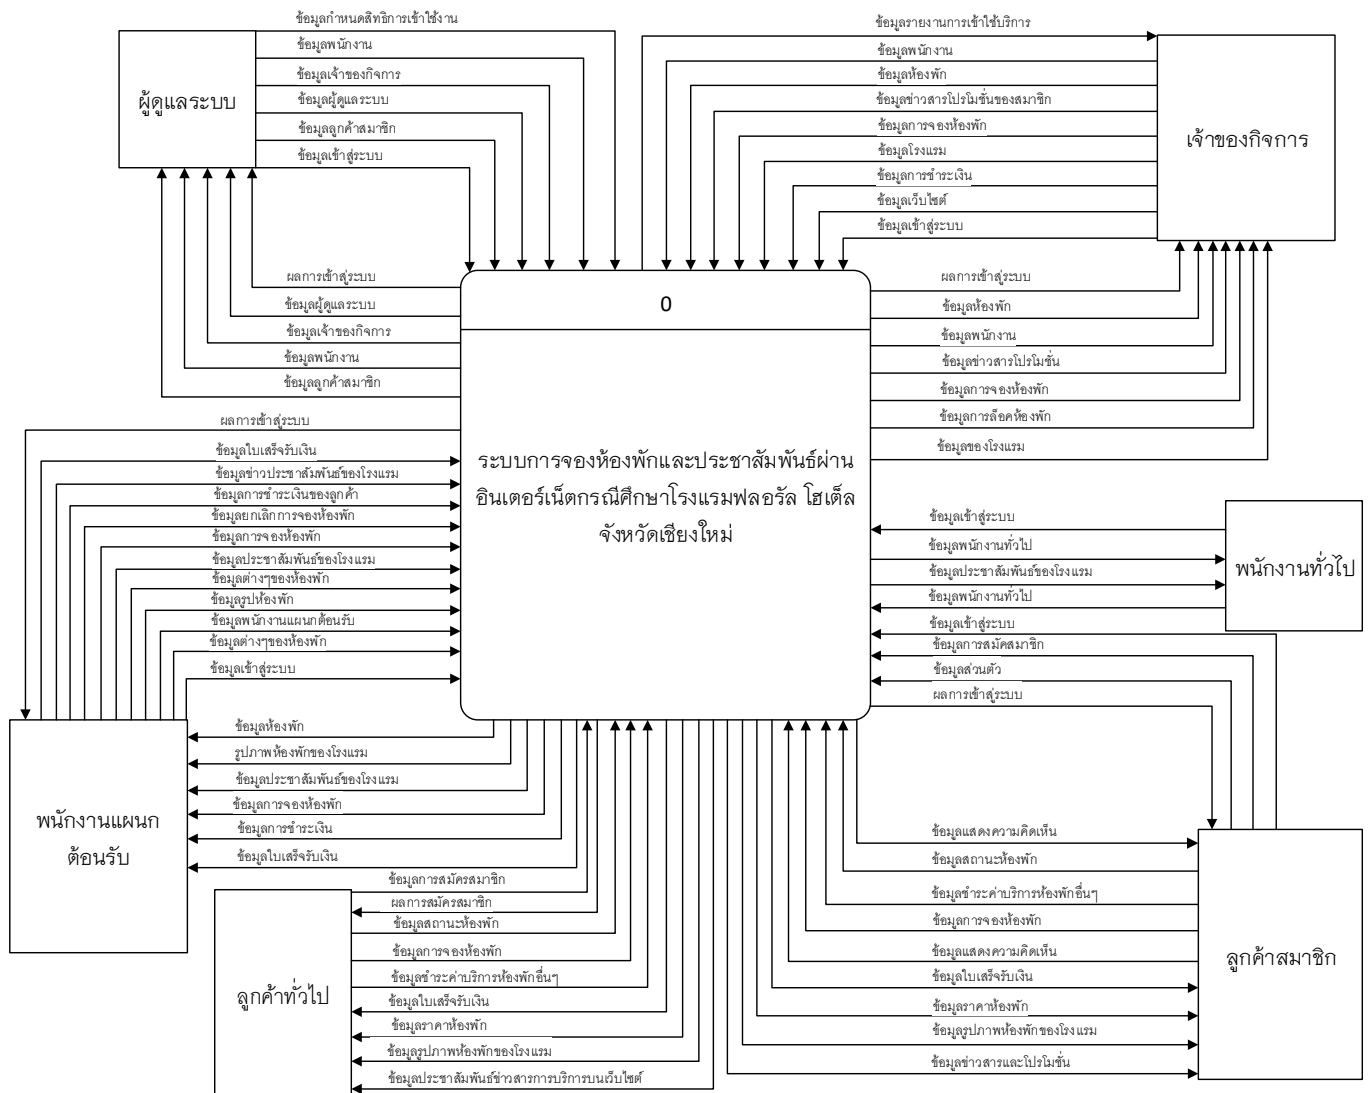 ข้อมูลกำหนดสิทธิการเข้าใช้งาน
ข้อมูลพนักงาน
ข้อมูลเจ้าของกิจการ
ข้อมูลผู้ดูแลระบบ
ข้อมูลลูกค้าสมาชิก
ข้อมูลเข้าสู่ระบบ
ผู้ดูแลระบบ
ข้อมูลรายงานการเข้าใช้บริการ
ข้อมูลพนักงาน
ข้อมูลห้องพัก
ข้อมูลข่าวสารโปรโมชั่นของสมาชิก
ข้อมูลการจองห้องพัก
ข้อมูลโรงแรม
ข้อมูลการชำระเงิน
ข้อมูลเว็บไซต์
ข้อมูลเข้าสู่ระบบ
เจ้าของกิจการ
ผลการเข้าสู่ระบบ
ข้อมูลผู้ดูแลระบบ
ข้อมูลเจ้าของกิจการ
ข้อมูลพนักงาน
ข้อมูลลูกค้าสมาชิก
0
ระบบการจองห้องพักและประชาสัมพันธ์ผ่าน
อินเตอร์เน็ตกรณีศึกษาโรงแรมฟลอรัล โฮเต็ล
จังหวัดเชียงใหม่
ผลการเข้าสู่ระบบ
ข้อมูลห้องพัก
ข้อมูลพนักงาน
ข้อมูลข่าวสารโปรโมชั่น
ข้อมูลการจองห้องพัก
ข้อมูลการล็อคห้องพัก
ข้อมูลของโรงแรม
ผลการเข้าสู่ระบบ
ข้อมูลใบเสร็จรับเงิน
ข้อมูลข่าวประชาสัมพันธ์ของโรงแรม
ข้อมูลการชำระเงินของลูกค้า
ข้อมูลยกเลิกการจองห้องพัก
ข้อมูลการจองห้องพัก
ข้อมูลประชาสัมพันธ์ของโรงแรม
ข้อมูลต่างๆของห้องพัก
ข้อมูลรูปห้องพัก
ข้อมูลพนักงานแผนกต้อนรับ
ข้อมูลต่างๆของห้องพัก
ข้อมูลเข้าสู่ระบบ
ข้อมูลเข้าสู่ระบบ
ข้อมูลพนักงานทั่วไป
ข้อมูลประชาสัมพันธ์ของโรงแรม
ข้อมูลพนักงานทั่วไป
พนักงานทั่วไป
ข้อมูลเข้าสู่ระบบ
ข้อมูลการสมัคสมาชิก
ข้อมูลส่วนตัว
ผลการเข้าสู่ระบบ
ข้อมูลห้องพัก
รูปภาพห้องพักของโรงแรม
ข้อมูลประชาสัมพันธ์ของโรงแรม
ข้อมูลการจองห้องพัก
ข้อมูลการชำระเงิน
ข้อมูลใบเสร็จรับเงิน
พนักงานแผนก
ต้อนรับ
ข้อมูลการสมัครสมาชิก
ผลการสมัครสมาชิก
ข้อมูลสถานะห้องพัก
ข้อมูลการจองห้องพัก
ข้อมูลชำระค่าบริการห้องพักอื่นๆ
ข้อมูลใบเสร็จรับเงิน
ข้อมูลราคาห้องพัก
ข้อมูลรูปภาพห้องพักของโรงแรม
ข้อมูลประชาสัมพันธ์ข่าวสารการบริการบนเว็บไซต์
ลูกค้าทั่วไป
ข้อมูลแสดงความคิดเห็น
ข้อมูลสถานะห้องพัก
ข้อมูลชำระค่าบริการห้องพักอื่นๆ
ข้อมูลการจองห้องพัก
ข้อมูลแสดงความคิดเห็น
ข้อมูลใบเสร็จรับเงิน
ข้อมูลราคาห้องพัก
ข้อมูลรูปภาพห้องพักของโรงแรม
ข้อมูลข่าวสารและโปรโมชั่น
ลูกค้าสมาชิก